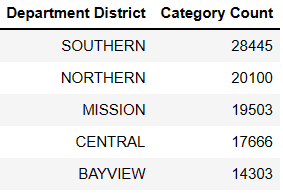 Department District Category Count
SOUTHERN 28445
NORTHERN 20100
MISSION 19503
CENTRAL 17666
BAYVIEW 14303